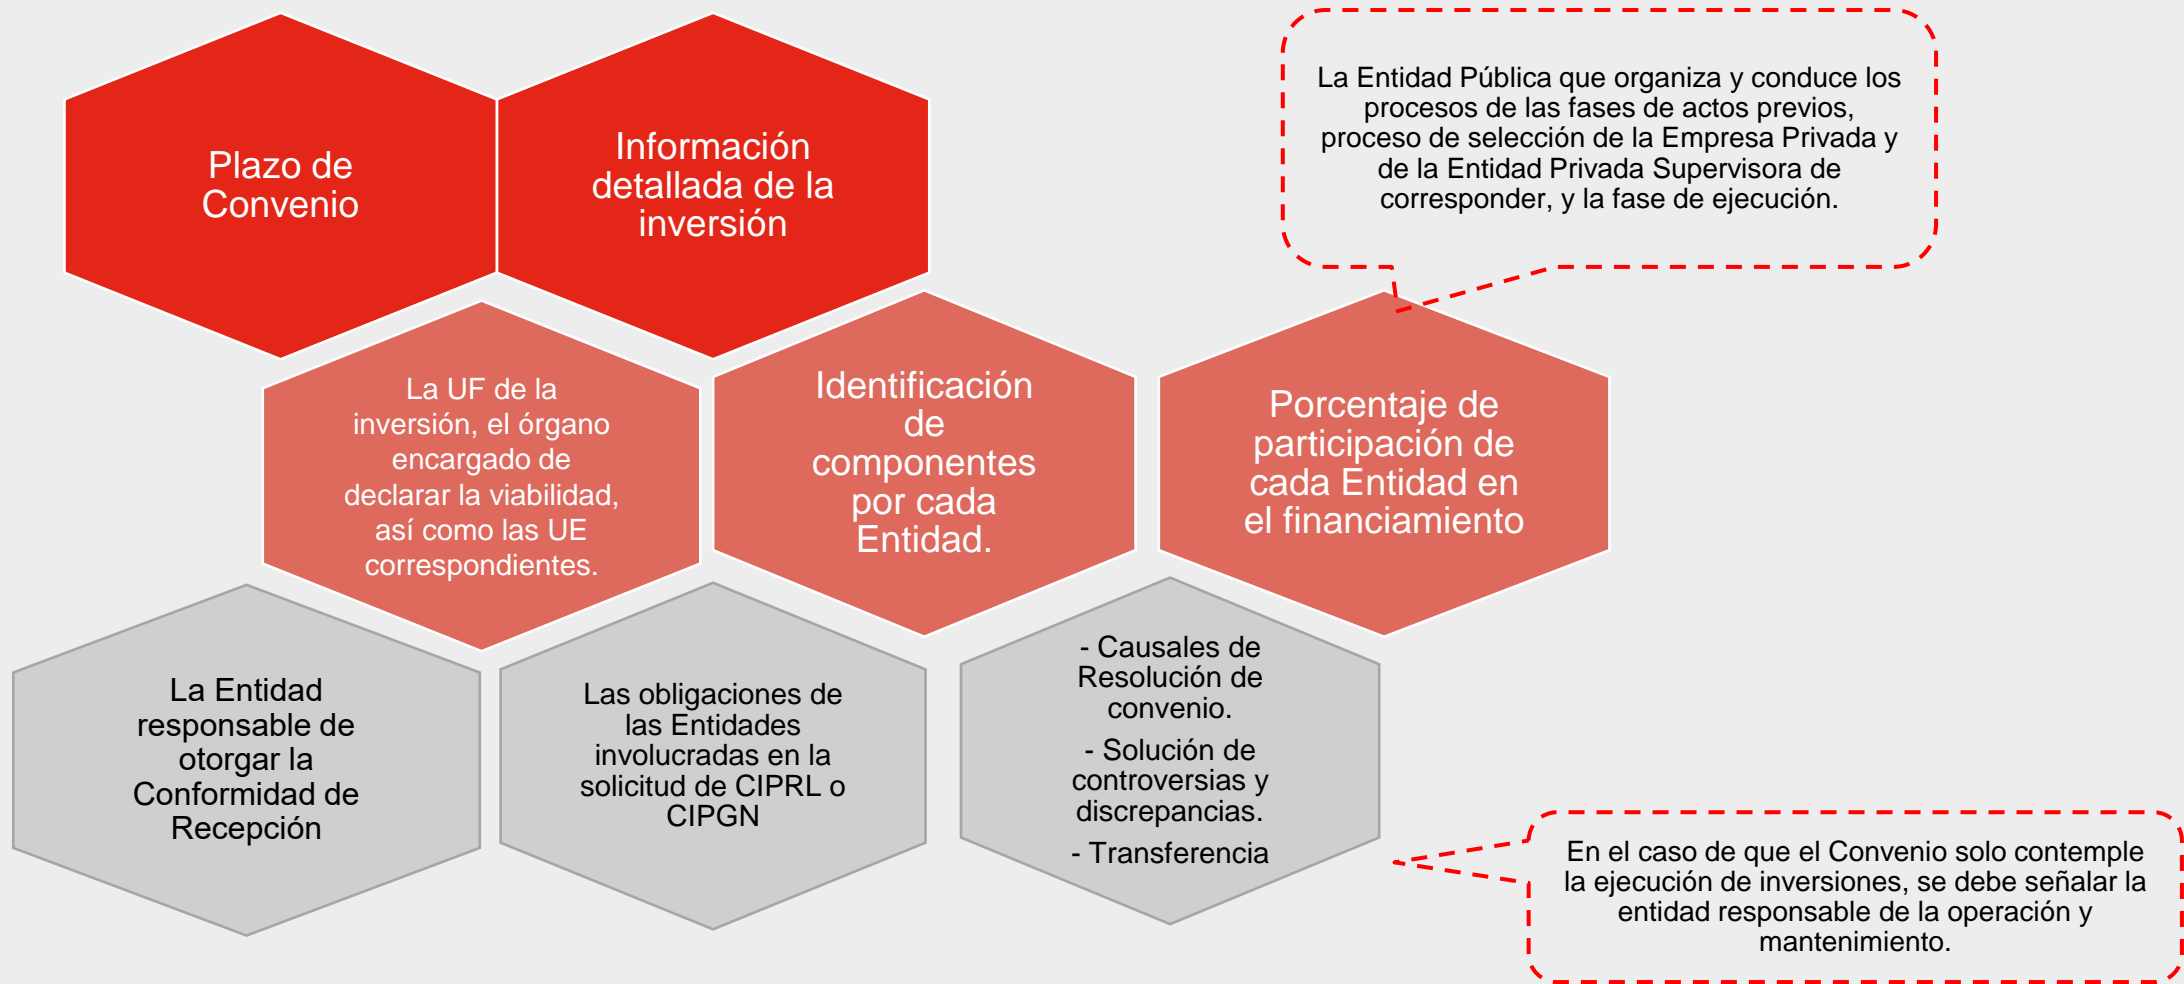 Plazo de
Convenio
Información
detallada de la
inversión
La Entidad Pública que organiza y conduce los
procesos de las fases de actos previos,
proceso de selección de la Empresa Privada y
de la Entidad Privada Supervisora de
corresponder, y la fase de ejecución.
La UF de la
inversión, el órgano
encargado de
declarar la viabilidad,
así como las UE
correspondientes.
Identificación
de
componentes
por cada
Entidad.
Porcentaje de
participación de
cada Entidad en
el financiamiento
La Entidad
responsable de
otorgar la
Conformidad de
Recepción
Las obligaciones de
las Entidades
involucradas en la
solicitud de CIPRL o
CIPGN
- Causales de
Resolución de
convenio.
- Solución de
controversias y
discrepancias.
- Transferencia
En el caso de que el Convenio solo contemple
la ejecución de inversiones, se debe señalar la
entidad responsable de la operación y
mantenimiento.